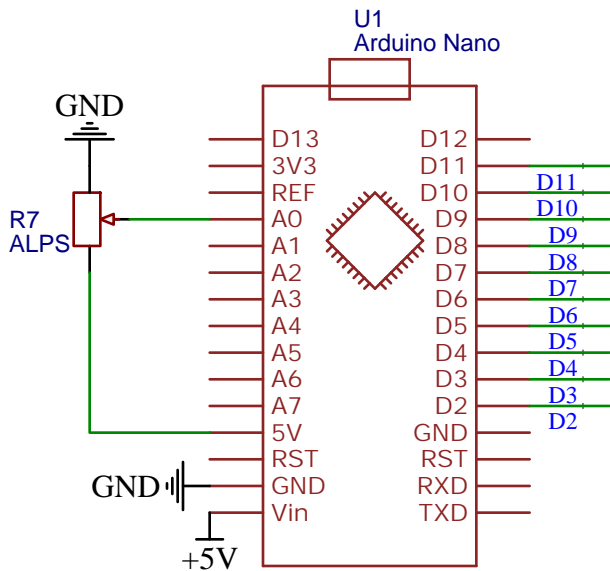 U1
Arduino Nano
GND
R7
ALPS
D13
3V3
REF
A0
A1
A2
A3
A4
A5
A6
A7
5V
RST
GND
Vin
D12
D11
D10
D9
D8
D7
D6
D5
D4
D3
D2
GND
RST
RXD
TXD
D11
D10
D9
D8
D7
D6
D5
D4
D3
D2
GND
+5V